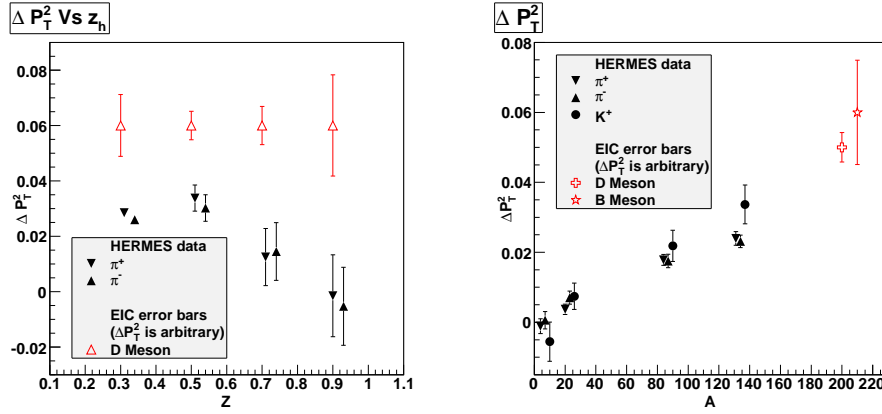 Δ P_T^2 Vs z_h
Δ P_T^2
0.08
0.06
0.04
0.02
0
-0.02
0.1 0.2 0.3 0.4 0.5 0.6 0.7 0.8 0.9 1 1.1
Z
HERMES data
π+
π-
EIC error bars
(ΔP_T^2 is arbitrary)
D Meson
Δ P_T^2
Δ P_T^2
0.08
0.06
0.04
0.02
0
0 20 40 60 80 100 120 140 160 180 200 220
A
HERMES data
π+
π-
K+
EIC error bars
(ΔP_T^2 is arbitrary)
D Meson
B Meson